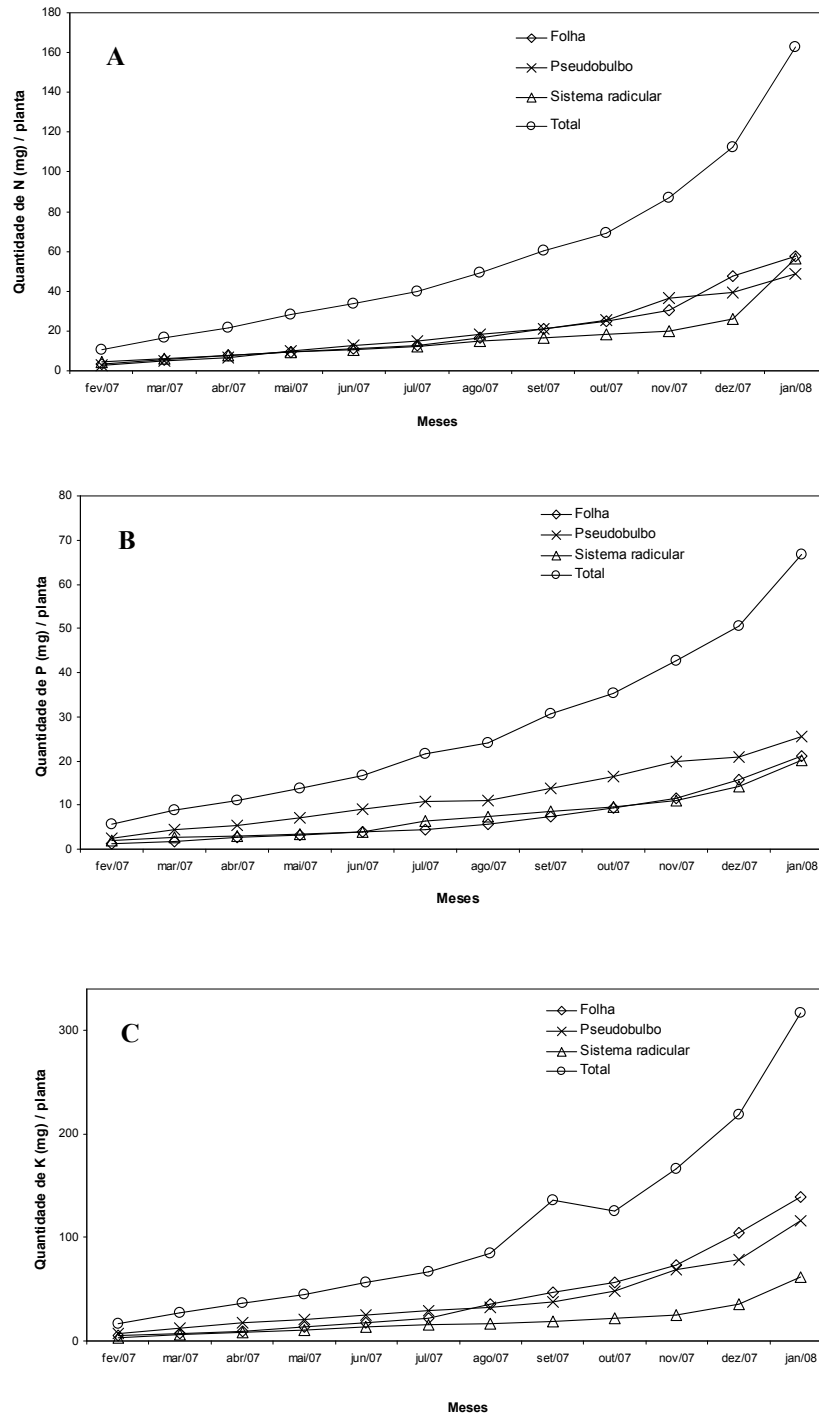 A
Folha
Pseudobulbo
Sistema radicular
Total
Quantidade de N (mg) / planta
180
160
140
120
100
80
60
40
20
0
fev/07 mar/07 abr/07 mai/07 jun/07 jul/07 ago/07 set/07 out/07 nov/07 dez/07 jan/08
Meses
B
Folha
Pseudobulbo
Sistema radicular
Total
Quantidade de P (mg) / planta
80
70
60
50
40
30
20
10
0
fev/07 mar/07 abr/07 mai/07 jun/07 jul/07 ago/07 set/07 out/07 nov/07 dez/07 jan/08
Meses
C
Folha
Pseudobulbo
Sistema radicular
Total
Quantidade de K (mg) / planta
300
200
100
0
fev/07 mar/07 abr/07 mai/07 jun/07 jul/07 ago/07 set/07 out/07 nov/07 dez/07 jan/08
Meses